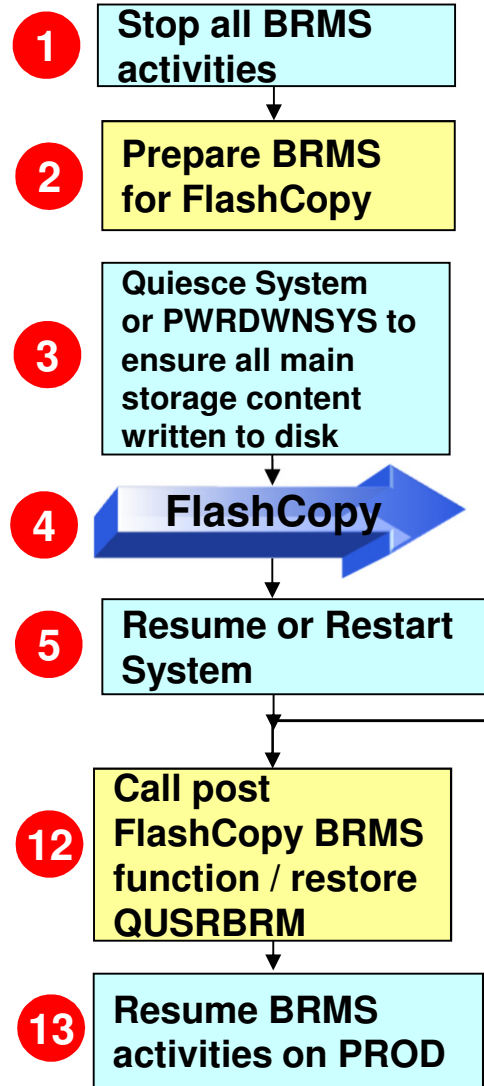 1
Stop all BRMS
activities
2
Prepare BRMS
for FlashCopy
3
Quiesce System
or PWRDWNSYS to
ensure all main
storage content
written to disk
4
FlashCopy
5
Resume or Restart
System
12
Call post
FlashCopy BRMS
function / restore
QUSRBRM
13
Resume BRMS
activities on PROD